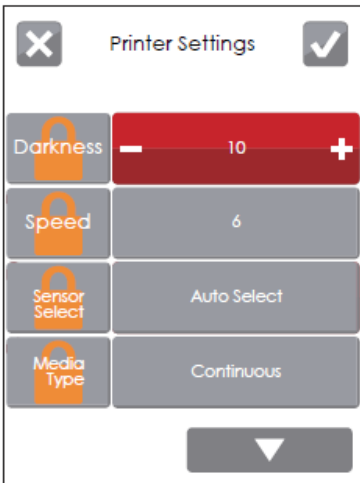 Printer Settings
Darkness
10
Speed
6
Sensor
Select
Auto Select
Media
Type
Continuous